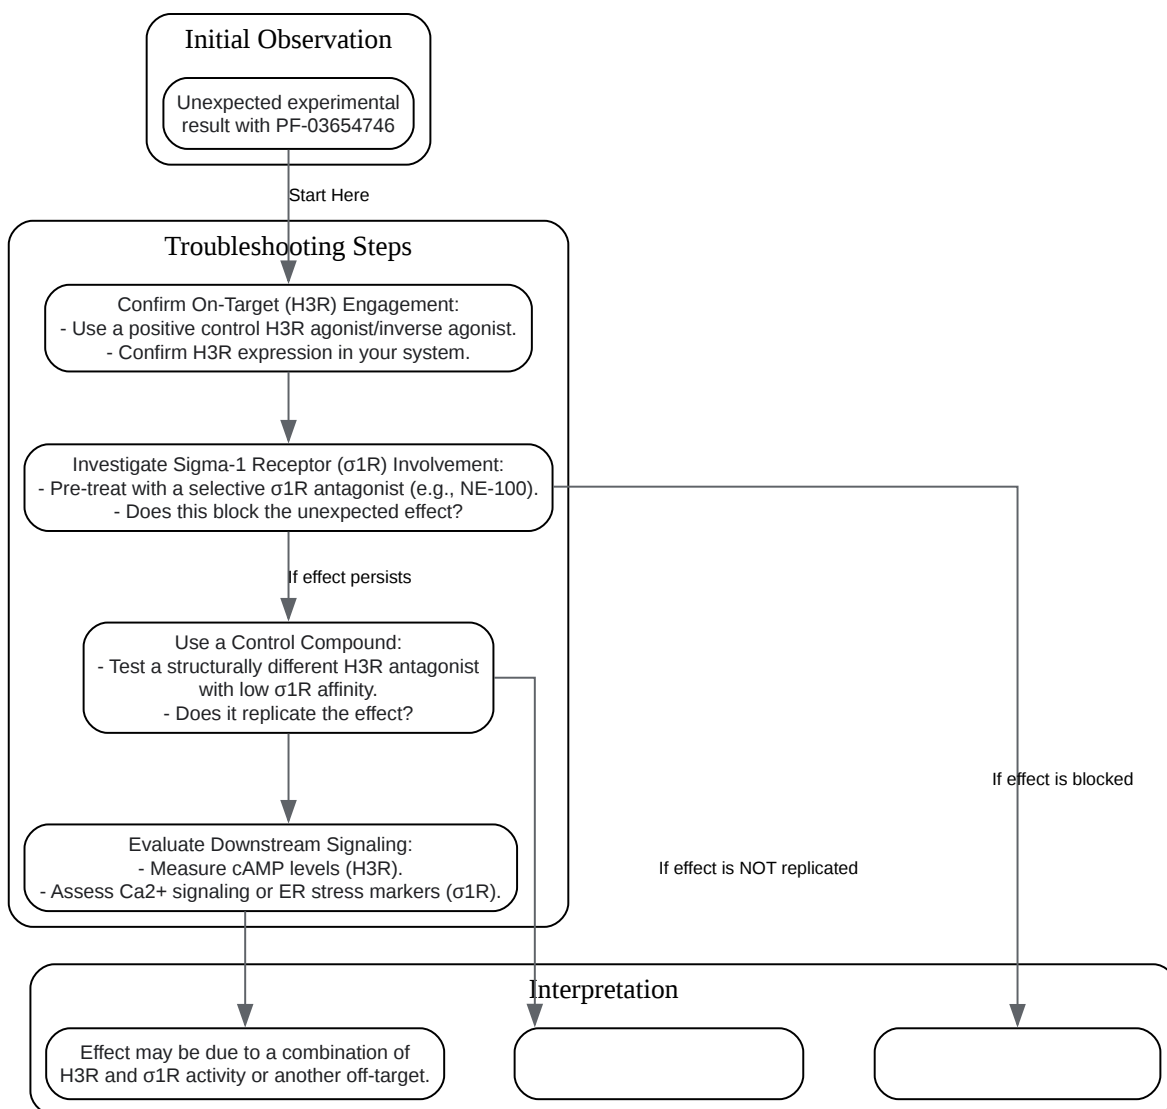 Initial Observation
Unexpected experimental
result with PF-03654746
Start Here
Troubleshooting Steps
Confirm On-Target (H3R) Engagement:
- Use a positive control H3R agonist/inverse agonist.
- Confirm H3R expression in your system.
Investigate Sigma-1 Receptor (σ1R) Involvement:
- Pre-treat with a selective σ1R antagonist (e.g., NE-100).
- Does this block the unexpected effect?
If effect persists
Use a Control Compound:
- Test a structurally different H3R antagonist
with low σ1R affinity.
- Does it replicate the effect?
If effect is blocked
Evaluate Downstream Signaling:
- Measure cAMP levels (H3R).
- Assess Ca2+ signaling or ER stress markers (σ1R).
If effect is NOT replicated
Interpretation
Effect may be due to a combination of
H3R and σ1R activity or another off-target.